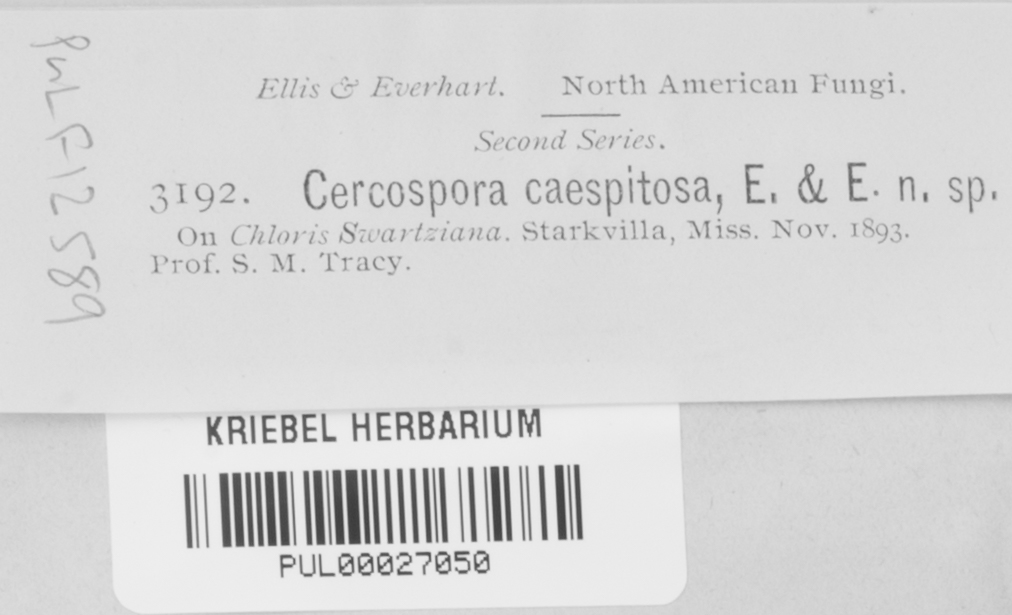 Ellis & Everhart. North American Fungi.
Second Series.
3192. Cercospora caespitosa, E. & E. n. sp.
On Chloris Swartziana. Starkvilla, Miss. Nov. 1893.
Prof. S. M. Tracy.
PUL F12589
KRIEBEL HERBARIUM
PUL00027050